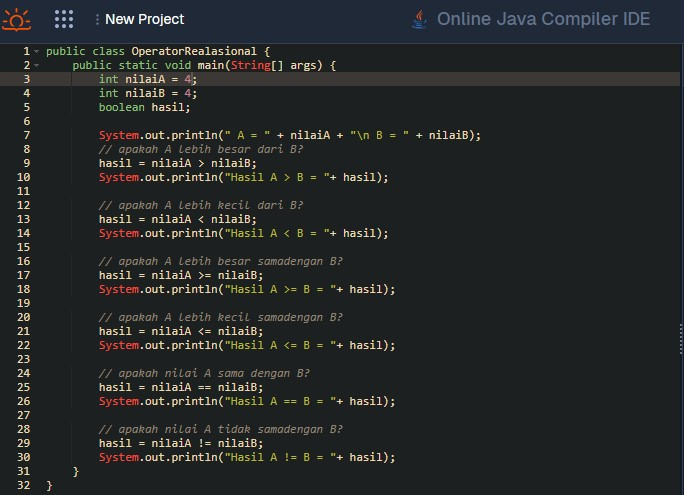 New Project
Online Java Compiler IDE
1 public class OperatorRealasional {
2 public static void main(String[] args) {
3 int nilaiA = 4;
4 int nilaiB = 4;
5 boolean hasil;
6
7 System.out.println(" A = " + nilaiA + "\n B = " + nilaiB);
8 // apakah A lebih besar dari B?
9 hasil = nilaiA > nilaiB;
10 System.out.println("Hasil A > B = "+ hasil);
11
12 // apakah A lebih kecil dari B?
13 hasil = nilaiA < nilaiB;
14 System.out.println("Hasil A < B = "+ hasil);
15
16 // apakah A lebih besar samadengan B?
17 hasil = nilaiA >= nilaiB;
18 System.out.println("Hasil A >= B = "+ hasil);
19
20 // apakah A lebih kecil samadengan B?
21 hasil = nilaiA <= nilaiB;
22 System.out.println("Hasil A <= B = "+ hasil);
23
24 // apakah nilai A sama dengan B?
25 hasil = nilaiA == nilaiB;
26 System.out.println("Hasil A == B = "+ hasil);
27
28 // apakah nilai A tidak samadengan B?
29 hasil = nilaiA != nilaiB;
30 System.out.println("Hasil A != B = "+ hasil);
31 }
32 }